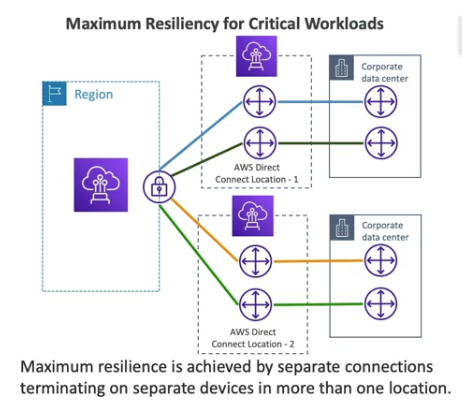 Maximum Resiliency for Critical Workloads
Region
Corporate
data center
AWS Direct
Connect Location - 1
Corporate
data center
AWS Direct
Connect Location - 2
Maximum resilience is achieved by separate connections
terminating on separate devices in more than one location.